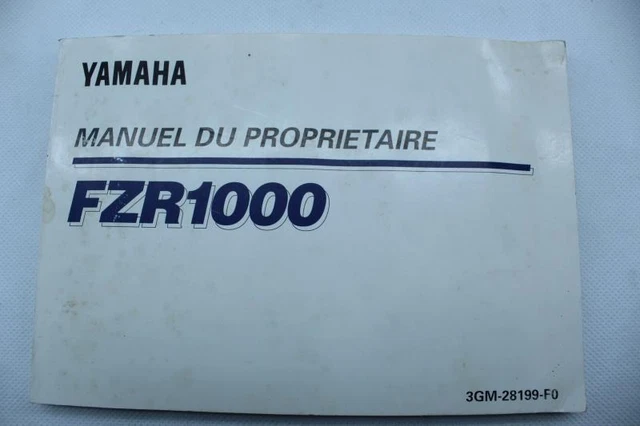 YAMAHA
MANUEL DU PROPRIETAIRE
FZR1000
3GM-28199-F0